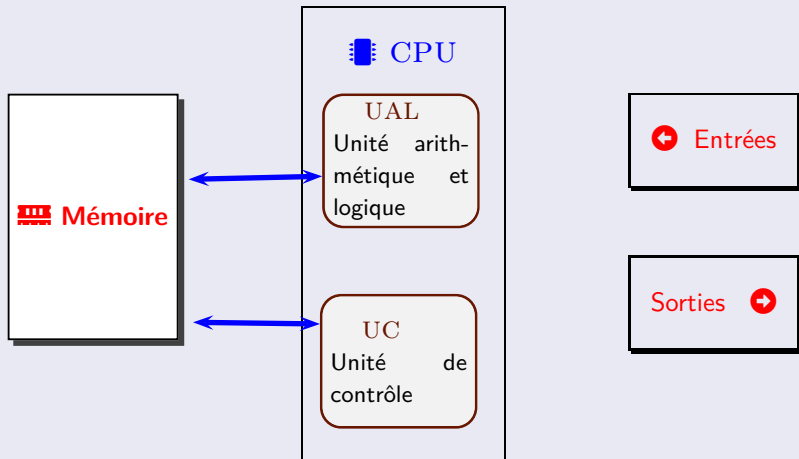 CPU
UAL
Unité arith-
métique et
logique
Mémoire
UC
Unité de
contrôle
Entrées
Sorties